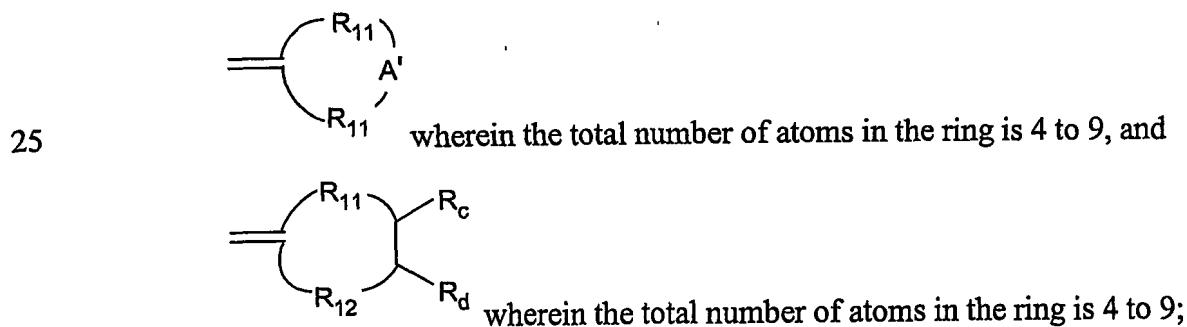 R11
A'
R11
25 wherein the total number of atoms in the ring is 4 to 9, and
R11 Rc
R12 Rd wherein the total number of atoms in the ring is 4 to 9;